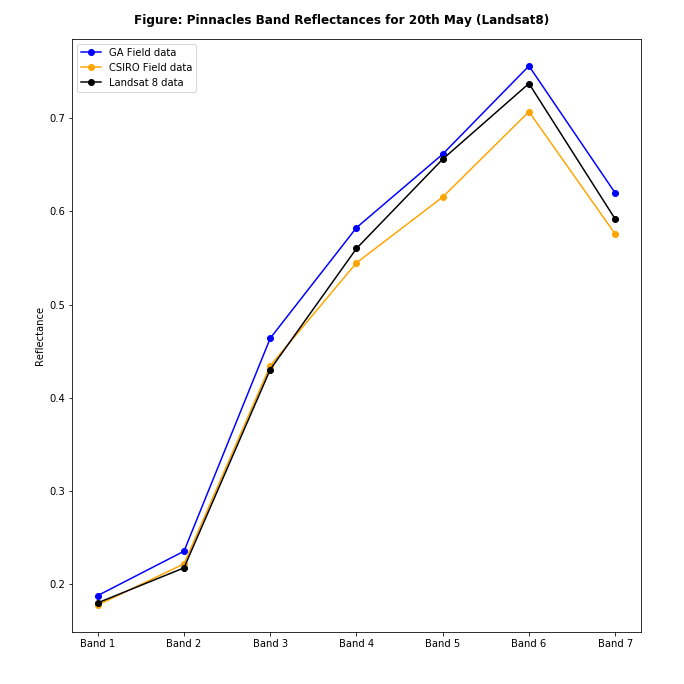 Figure: Pinnacles Band Reflectances for 20th May (Landsat8)
GA Field data
CSIRO Field data
Landsat 8 data
Reflectance
0.7
0.6
0.5
0.4
0.3
0.2
Band 1 Band 2 Band 3 Band 4 Band 5 Band 6 Band 7